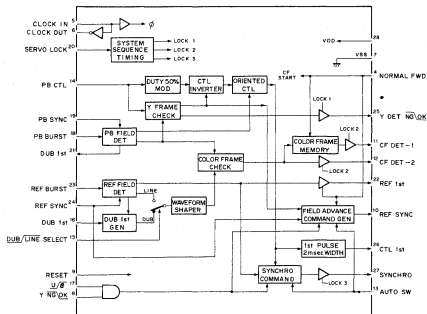 CLOCK IN 5
CLOCK OUT 6
ø
SERVO LOCK 20
SYSTEM SEQUENCE TIMING
LOCK 1
LOCK 2
LOCK 3
28 VDD
VSS 7
PB CTL 14
DUTY 50% MOD
CTL INVERTER
ORIENTED CTL
CF START
4 NORMAL FWD
Y FRAME CHECK
LOCK 1
25 Y DET NG\OK
PB SYNC 19
PB BURST 18
PB FIELD DET
DUB 1st 21
COLOR FRAME CHECK
COLOR FRAME MEMORY
LOCK 2
11 CF DET-1
12 CF DET-2
LOCK 2
REF BURST 23
REF SYNC 24
REF FIELD DET
LINE
WAVEFORM SHAPER
22 REF 1st
DUB 1st 16
DUB 1st GEN
DUB
FIELD ADVANCE COMMAND GEN
10 REF SYNC
DUB/LINE SELECT 15
1st PULSE 2msec WIDTH
26 CTL 1st
RESET 9
SYNCHRO COMMAND
27 SYNCHRO
LOCK 3
U/B 17
Y NG\OK 8
13 AUTO SW